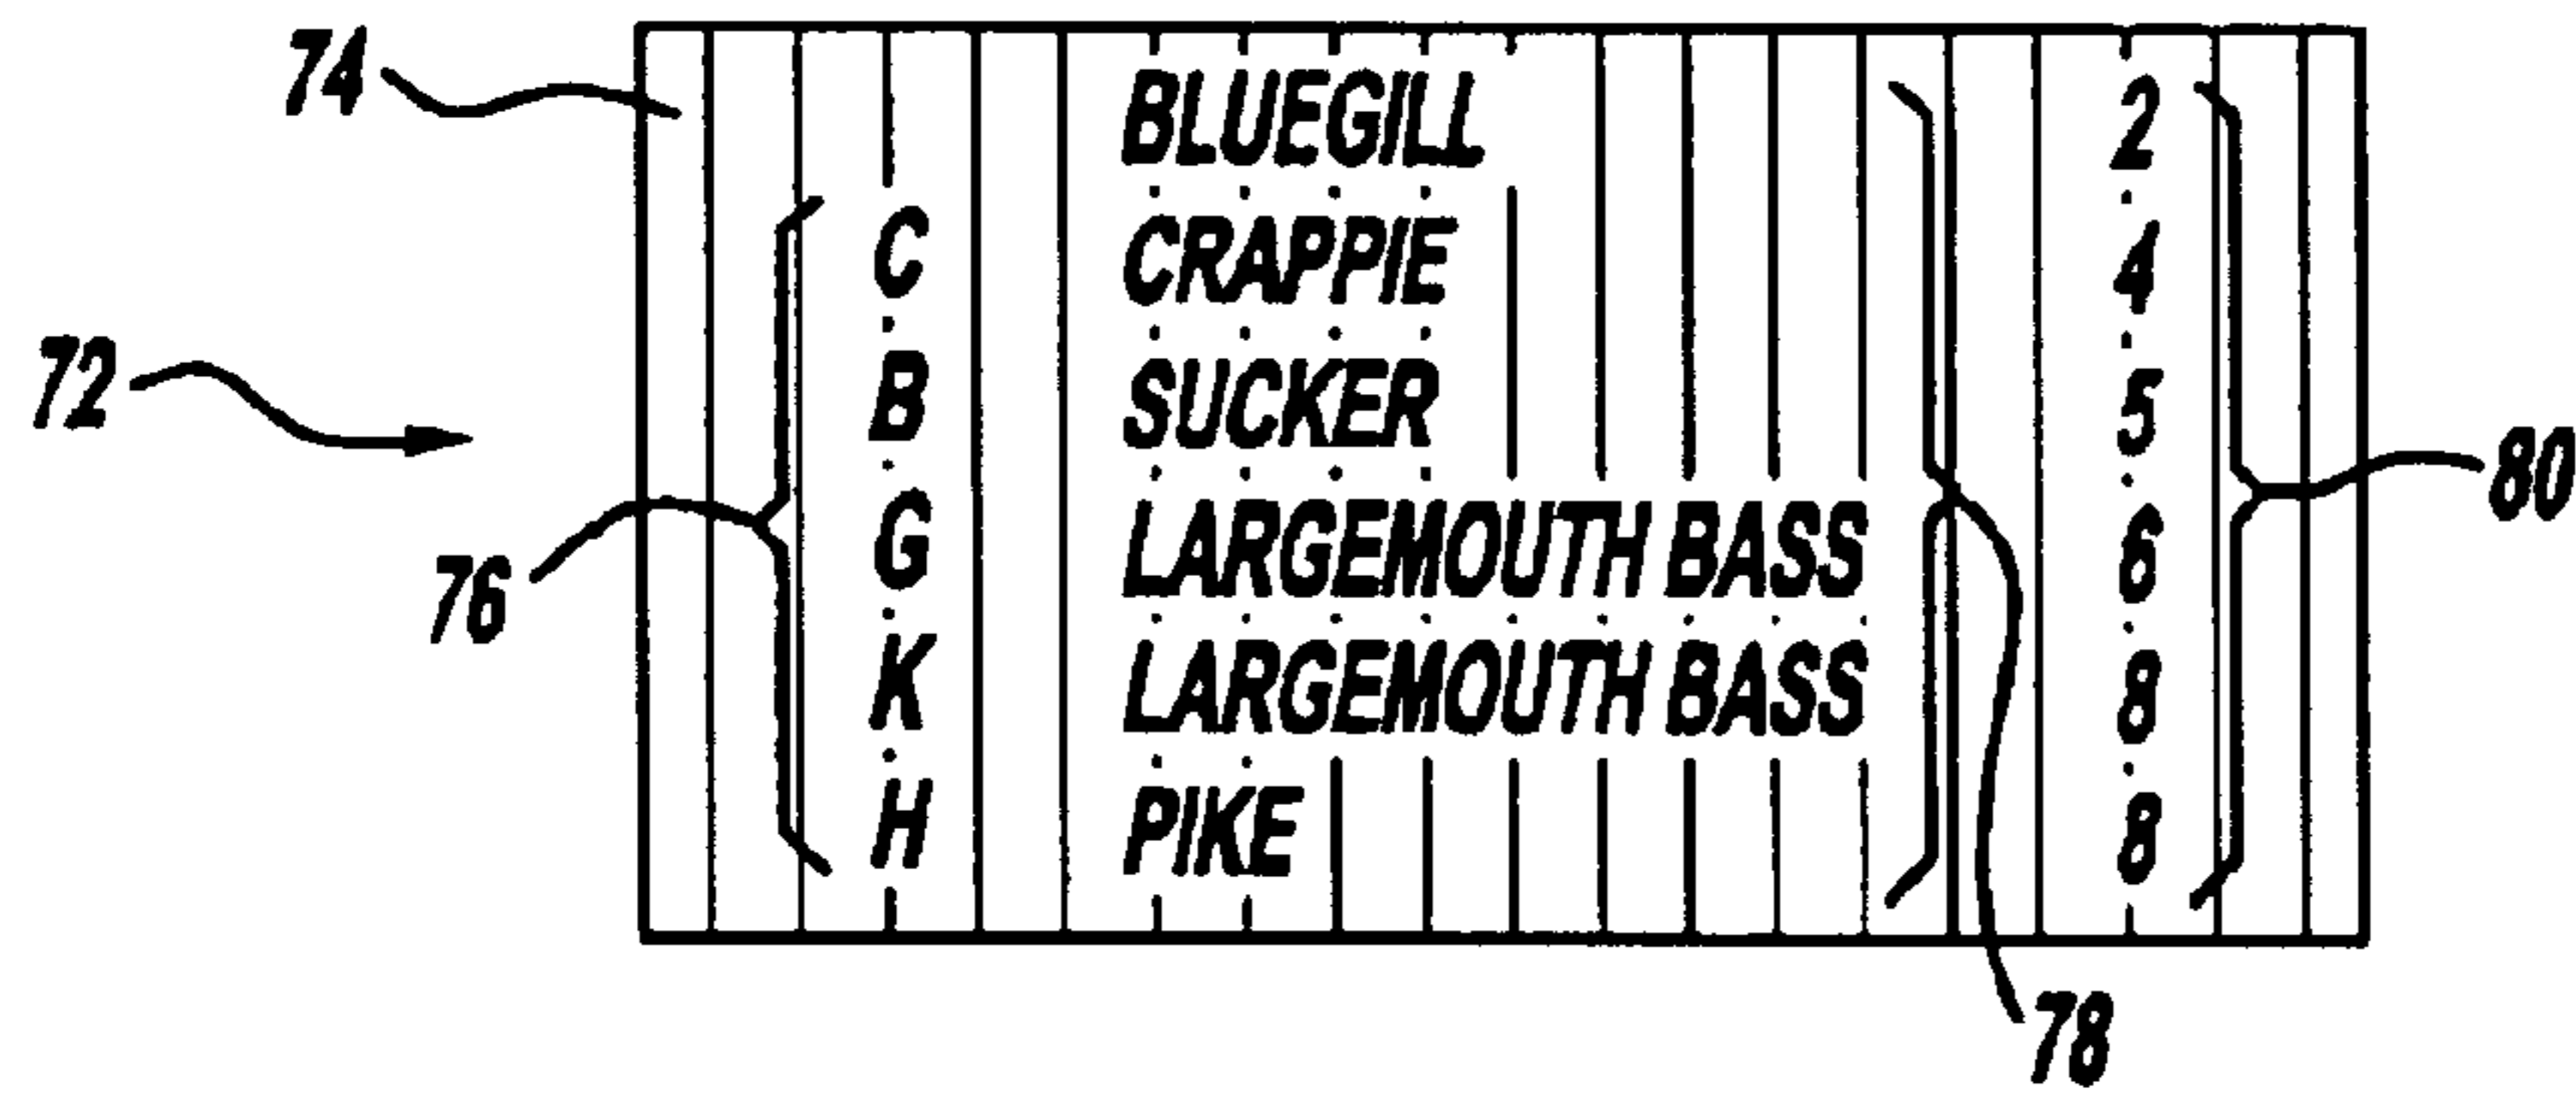 74
BLUEGILL 2
C CRAPPIE 4
72
B SUCKER 5
80
G LARGEMOUTH BASS 6
76
K LARGEMOUTH BASS 8
H PIKE 8
78